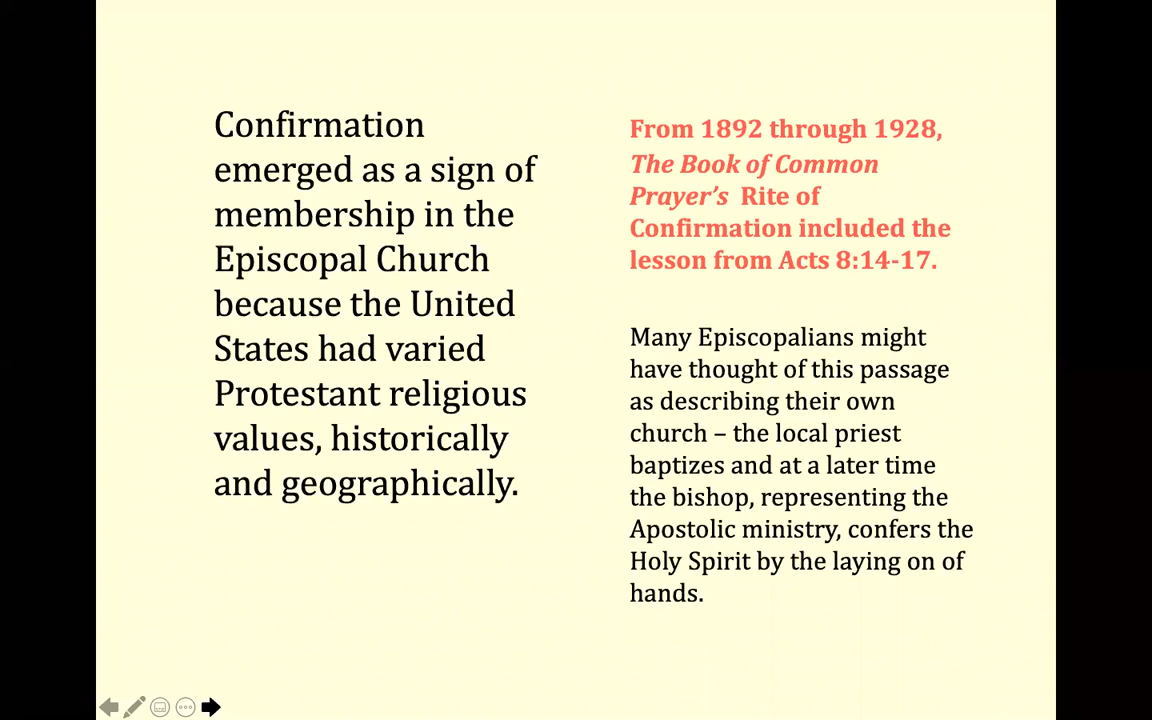 Confirmation
emerged as a sign of
membership in the
Episcopal Church
because the United
States had varied
Protestant religious
values, historically
and geographically.
From 1892 through 1928,
The Book of Common
Prayer’s Rite of
Confirmation included the
lesson from Acts 8:14-17.
Many Episcopalians might
have thought of this passage
as describing their own
church – the local priest
baptizes and at a later time
the bishop, representing the
Apostolic ministry, confers the
Holy Spirit by the laying on of
hands.